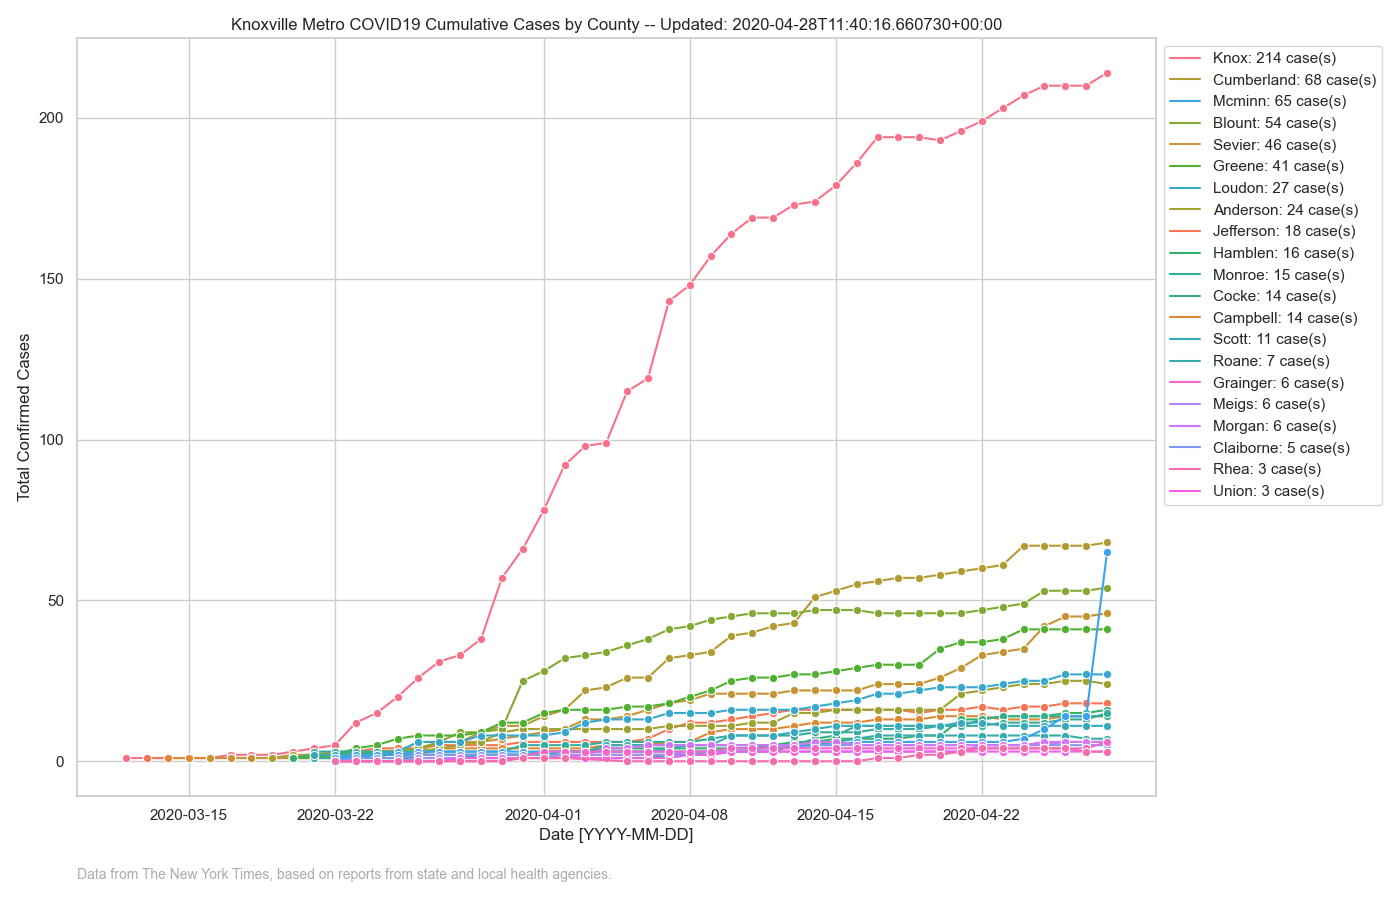 Knoxville Metro COVID19 Cumulative Cases by County -- Updated: 2020-04-28T11:40:16.660730+00:00
Knox: 214 case(s)
Cumberland: 68 case(s)
Mcminn: 65 case(s)
Blount: 54 case(s)
Sevier: 46 case(s)
Greene: 41 case(s)
Loudon: 27 case(s)
Anderson: 24 case(s)
Jefferson: 18 case(s)
Hamblen: 16 case(s)
Monroe: 15 case(s)
Cocke: 14 case(s)
Campbell: 14 case(s)
Scott: 11 case(s)
Roane: 7 case(s)
Grainger: 6 case(s)
Meigs: 6 case(s)
Morgan: 6 case(s)
Claiborne: 5 case(s)
Rhea: 3 case(s)
Union: 3 case(s)
Total Confirmed Cases
200
150
100
50
0
2020-03-15 2020-03-22 2020-04-01 2020-04-08 2020-04-15 2020-04-22
Date [YYYY-MM-DD]
Data from The New York Times, based on reports from state and local health agencies.